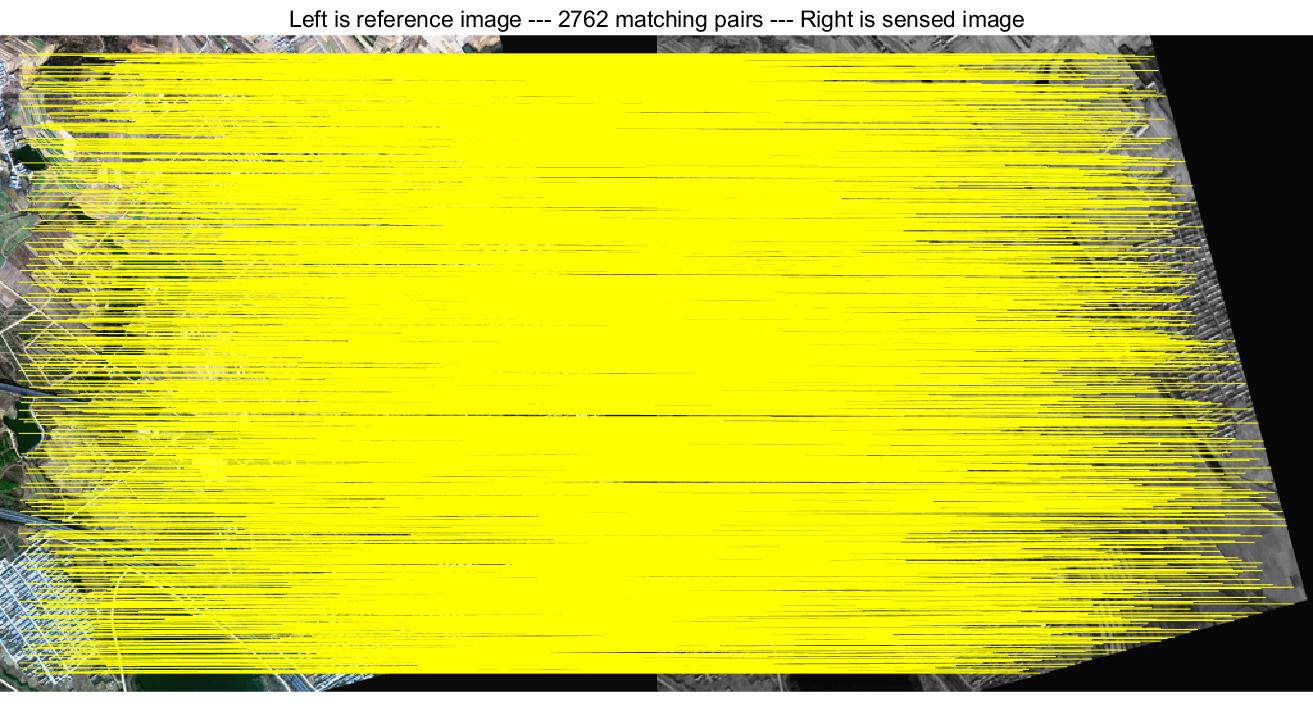 Left is reference image --- 2762 matching pairs --- Right is sensed image